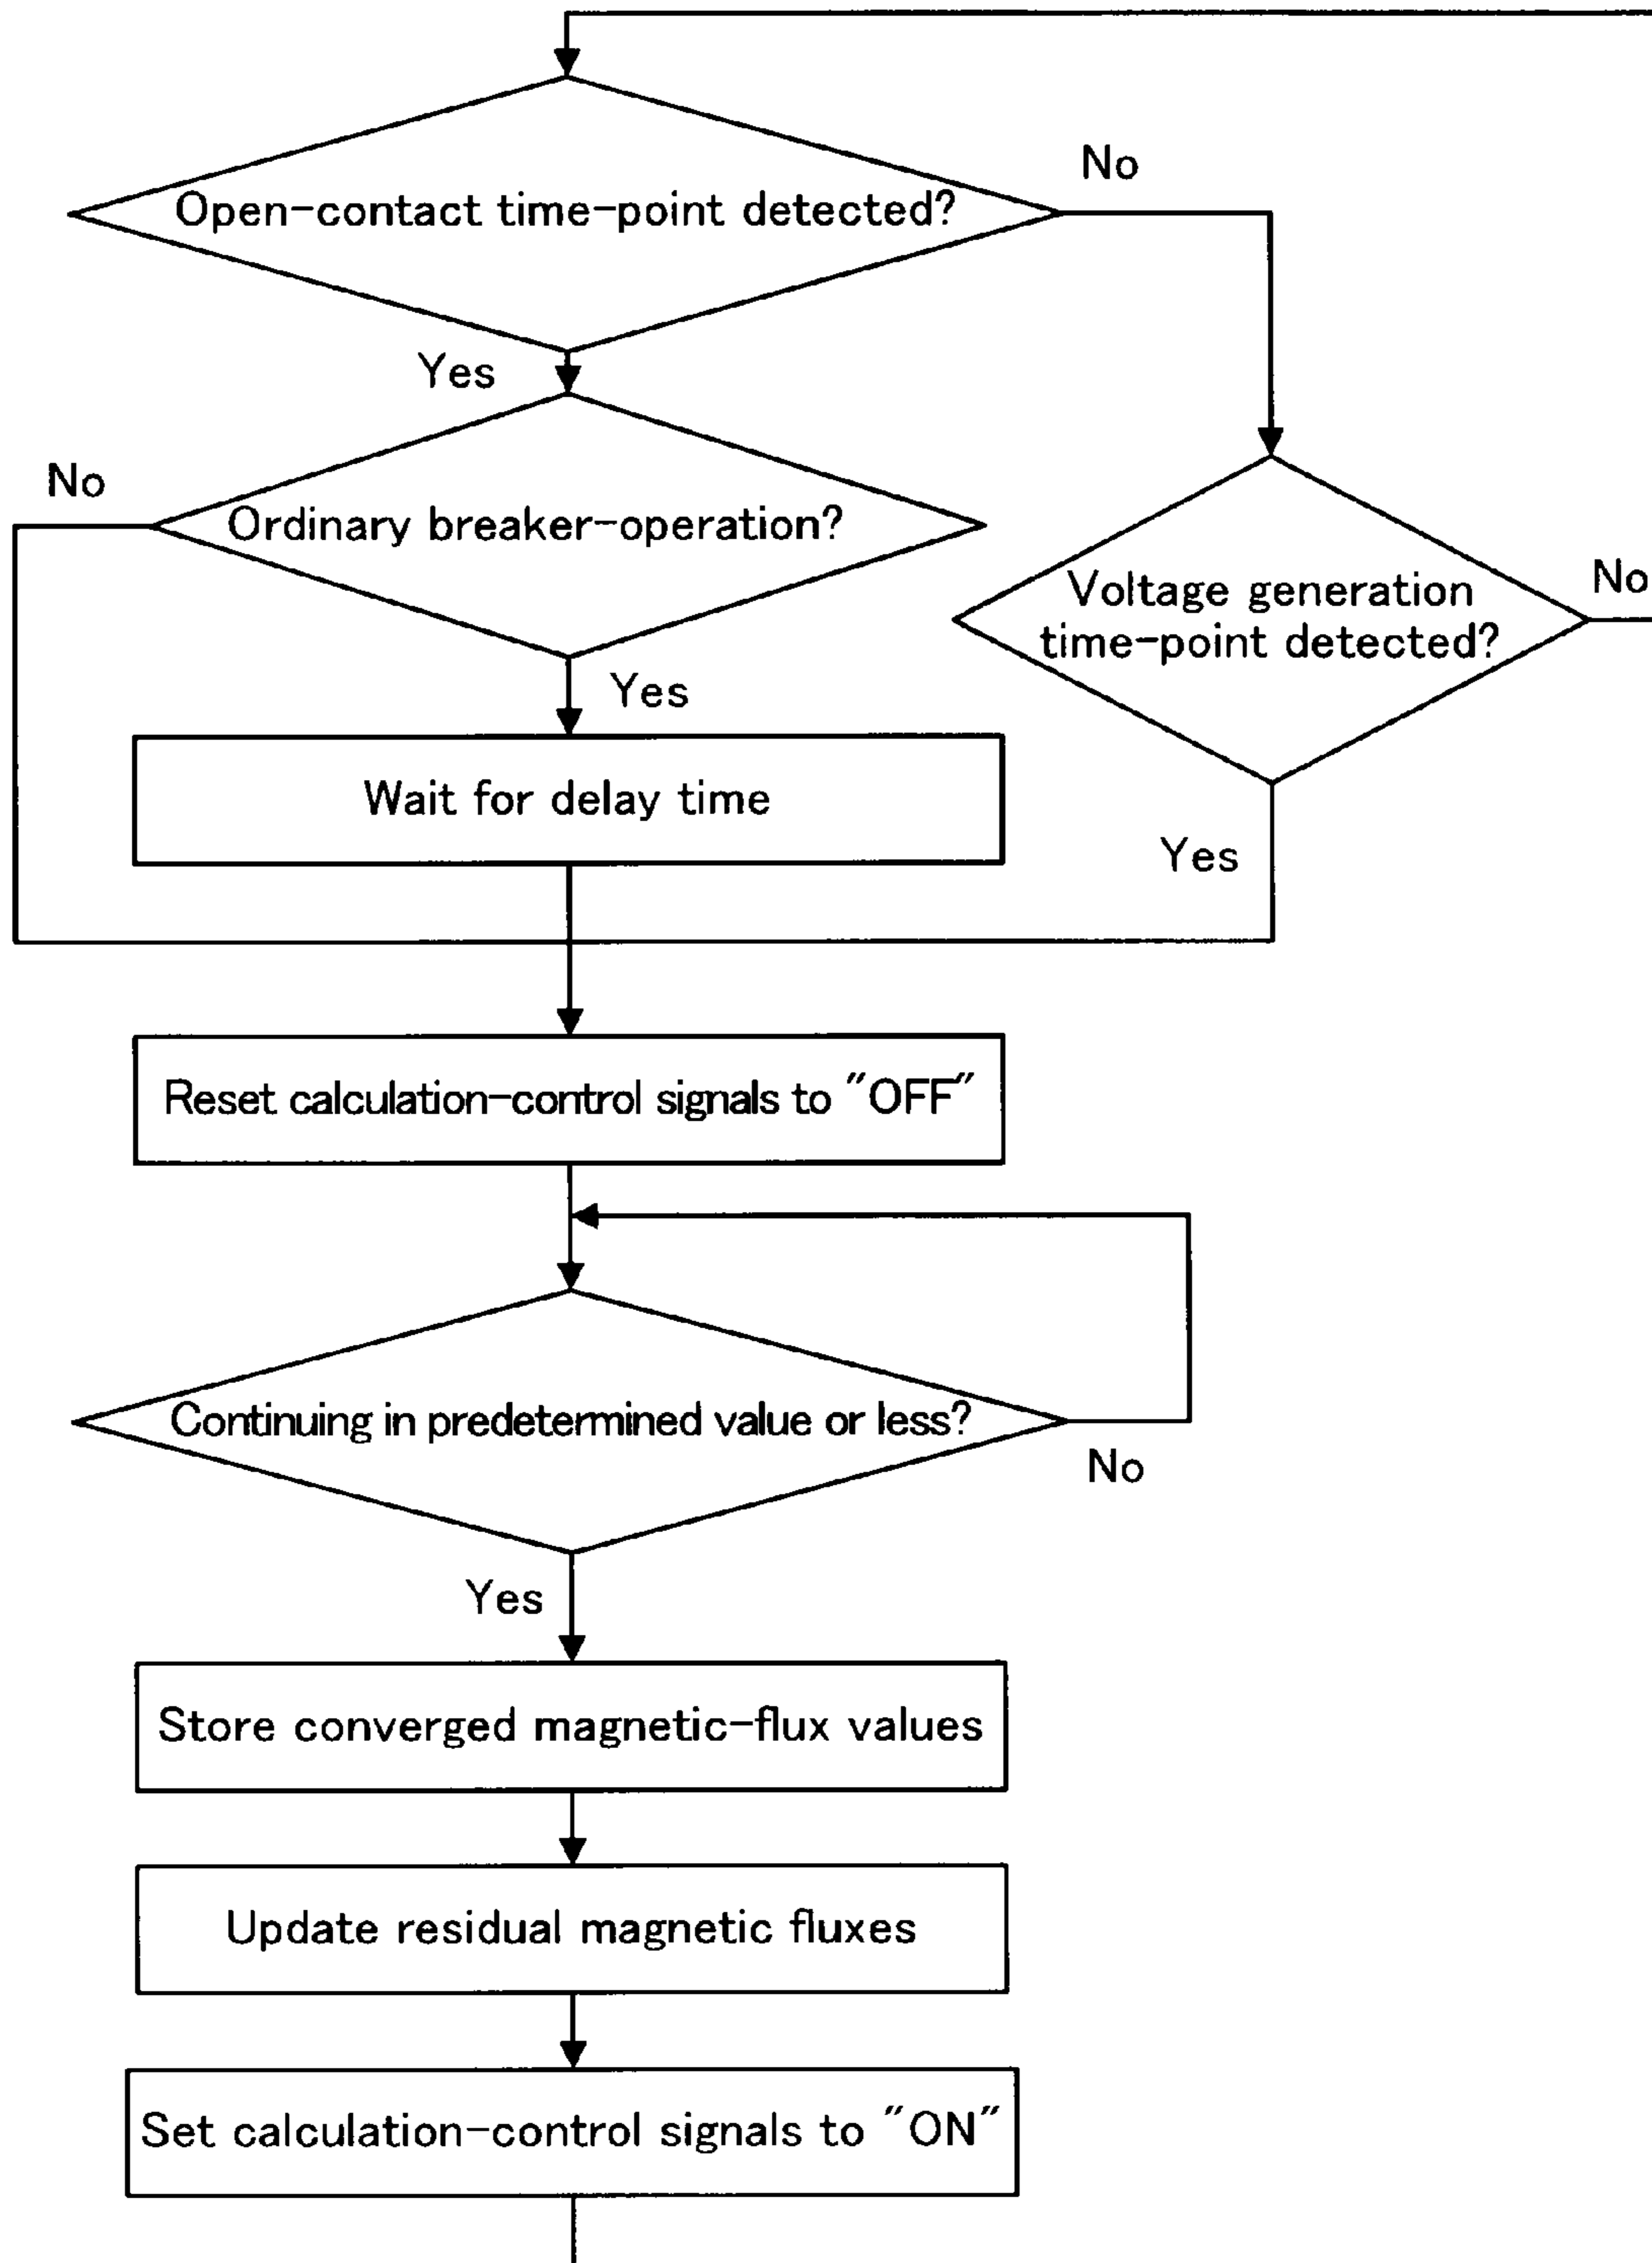 No
Open-contact time-point detected?
Yes
No
Ordinary breaker-operation?
Voltage generation
time-point detected?
No
Yes
Wait for delay time
Yes
Reset calculation-control signals to "OFF"
Continuing in predetermined value or less?
No
Yes
Store converged magnetic-flux values
Update residual magnetic fluxes
Set calculation-control signals to "ON"